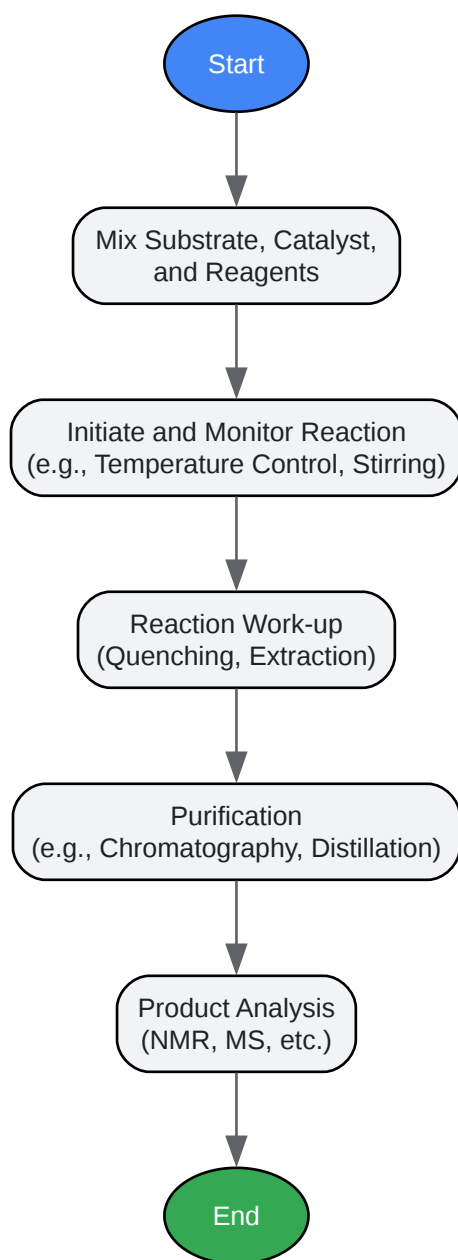 Start
Mix Substrate, Catalyst,
and Reagents
Initiate and Monitor Reaction
(e.g., Temperature Control, Stirring)
Reaction Work-up
(Quenching, Extraction)
Purification
(e.g., Chromatography, Distillation)
Product Analysis
(NMR, MS, etc.)
End